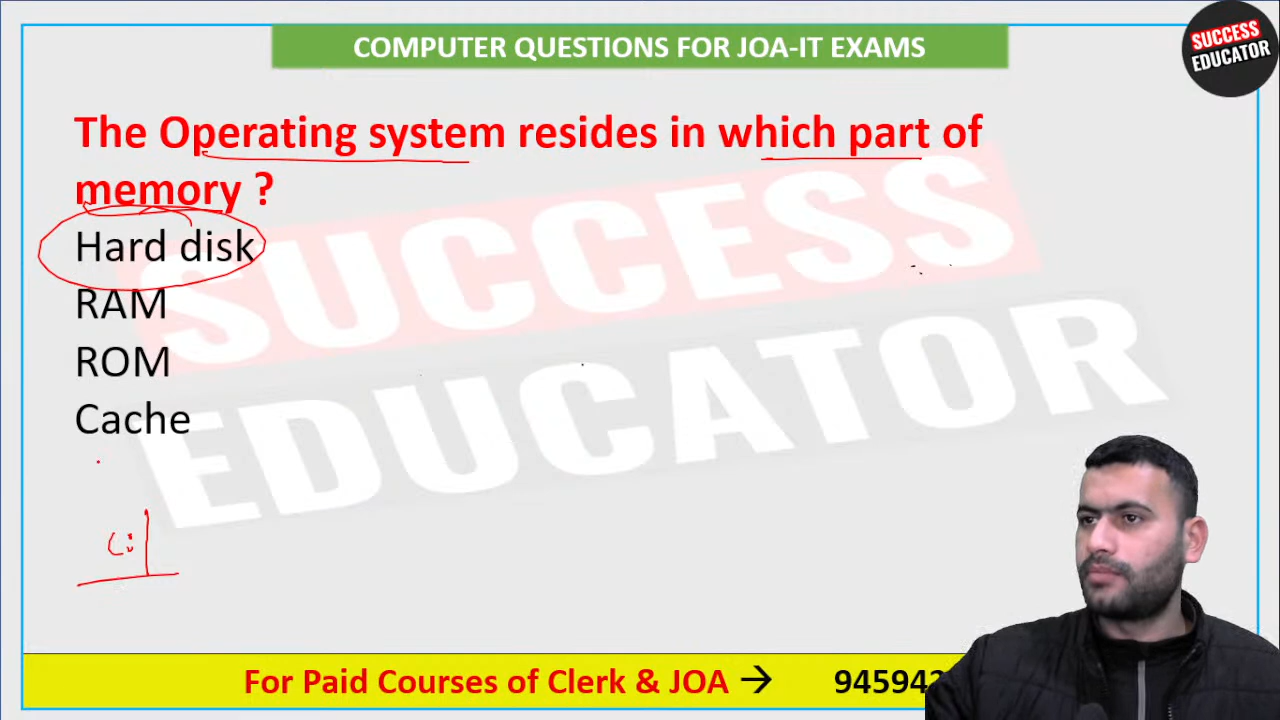 COMPUTER QUESTIONS FOR JOA-IT EXAMS
SUCCESS
EDUCATOR
The Operating system resides in which part of
memory ?
Hard disk
RAM
ROM
Cache
SUCCESS
EDUCATOR
C:
For Paid Courses of Clerk & JOA → 94594